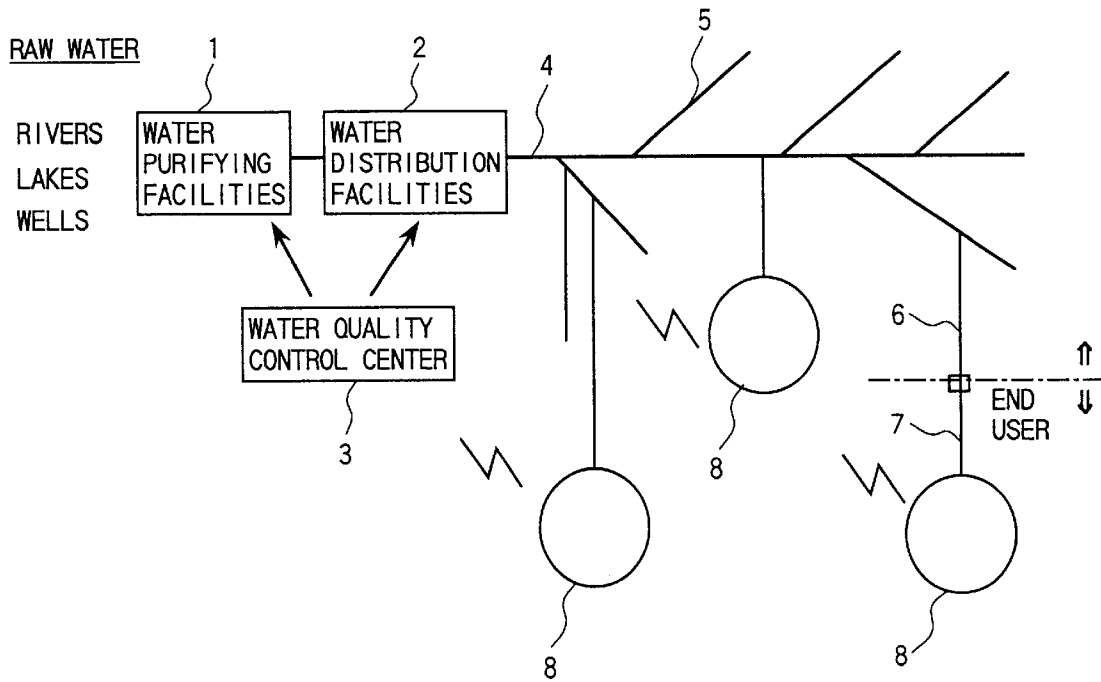 RAW WATER
RIVERS
LAKES
WELLS
1
WATER
PURIFYING
FACILITIES
2
WATER
DISTRIBUTION
FACILITIES
WATER QUALITY
CONTROL CENTER
3
4
5
6
7
END
USER
8
8
8